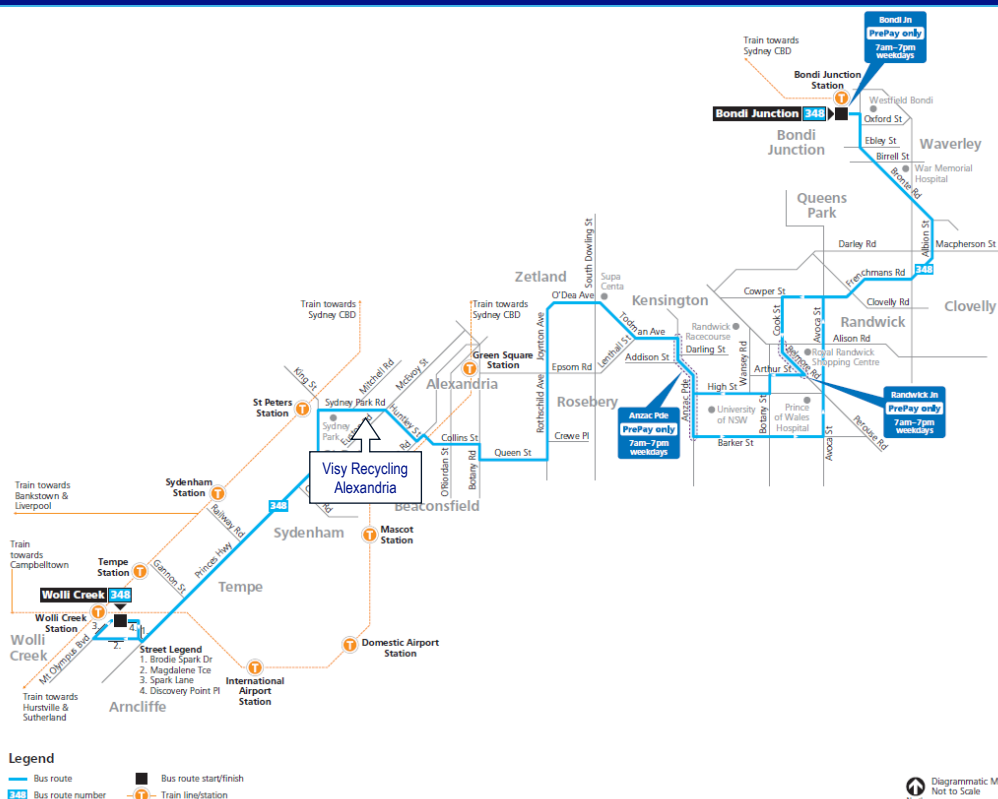 Bondi Jn
PrePay only
7am–7pm
weekdays
Train towards
Sydney CBD
Bondi Junction
Station
Westfield Bondi
Bondi Junction 348
Oxford St
Bondi
Junction
Ebley St
Waverley
Birrell St
War Memorial
Hospital
Bronte Rd
Queens
Park
Albion St
Darley Rd
Macpherson St
348
Frenchmans Rd
Cowper St
Clovelly Rd
Clovelly
Cook St
Avoca St
Randwick
Alison Rd
South Dowling St
Zetland
Supa
Centa
O'Dea Ave
Kensington
Todman Ave
Randwick
Racecourse
Lenthall St
Darling St
Addison St
Wansey Rd
Belmore Rd
Royal Randwick
Shopping Centre
Arthur St
High St
Randwick Jn
PrePay only
7am–7pm
weekdays
Anzac Pde
Anzac Pde
PrePay only
7am–7pm
weekdays
University
of NSW
Botany St
Prince
of Wales
Hospital
Barker St
Avoca St
Perouse Rd
Train towards
Sydney CBD
Train towards
Sydney CBD
Joynton Ave
Green Square
Station
Epsom Rd
Rothschild Ave
Rosebery
Crewe Pl
King St
Mitchell Rd
McEvoy St
Alexandria
St Peters
Station
Sydney Park Rd
Sydney
Park
Huntley St
Rd
Collins St
Queen St
O'Riordan St
Botany Rd
Beaconsfield
Visy Recycling
Alexandria
Sydenham
Station
Train towards
Bankstown &
Liverpool
348
Railway Rd
Sydenham
Mascot
Station
Princes Hwy
Train
towards
Campbelltown
Tempe
Station
Gannon St
Tempe
Wolli Creek 348
Wolli Creek
Station
3.
4.
1.
2.
Wolli
Creek
Mt Olympus Bvd
Street Legend
1. Brodie Spark Dr
2. Magdalene Tce
3. Spark Lane
4. Discovery Point Pl
Domestic Airport
Station
International
Airport
Station
Train towards
Hurstville &
Sutherland
Arncliffe
Legend
Bus route
Bus route start/finish
348 Bus route number
T Train line/station
Diagrammatic M
Not to Scale